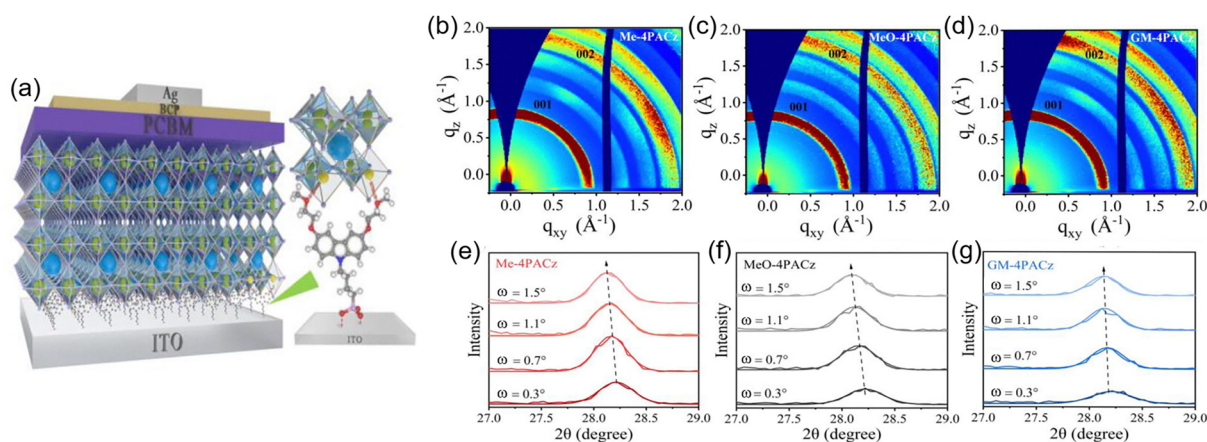 (a)
Ag
BCP
PCBM
ITO
ITO
(b)
Me-4PACz
002
001
2.0
1.5
1.0
0.5
0.0
qz (Å-1)
0.0 0.5 1.0 1.5 2.0
qxy (Å-1)
(c)
MeO-4PACz
002
001
2.0
1.5
1.0
0.5
0.0
qz (Å-1)
0.0 0.5 1.0 1.5 2.0
qxy (Å-1)
(d)
GM-4PACz
002
001
2.0
1.5
1.0
0.5
0.0
qz (Å-1)
0.0 0.5 1.0 1.5 2.0
qxy (Å-1)
(e)
Me-4PACz
ω = 1.5°
ω = 1.1°
ω = 0.7°
ω = 0.3°
Intensity
27.0 27.5 28.0 28.5 29.0
2θ (degree)
(f)
MeO-4PACz
ω = 1.5°
ω = 1.1°
ω = 0.7°
ω = 0.3°
Intensity
27.0 27.5 28.0 28.5 29.0
2θ (degree)
(g)
GM-4PACz
ω = 1.5°
ω = 1.1°
ω = 0.7°
ω = 0.3°
Intensity
27.0 27.5 28.0 28.5 29.0
2θ (degree)